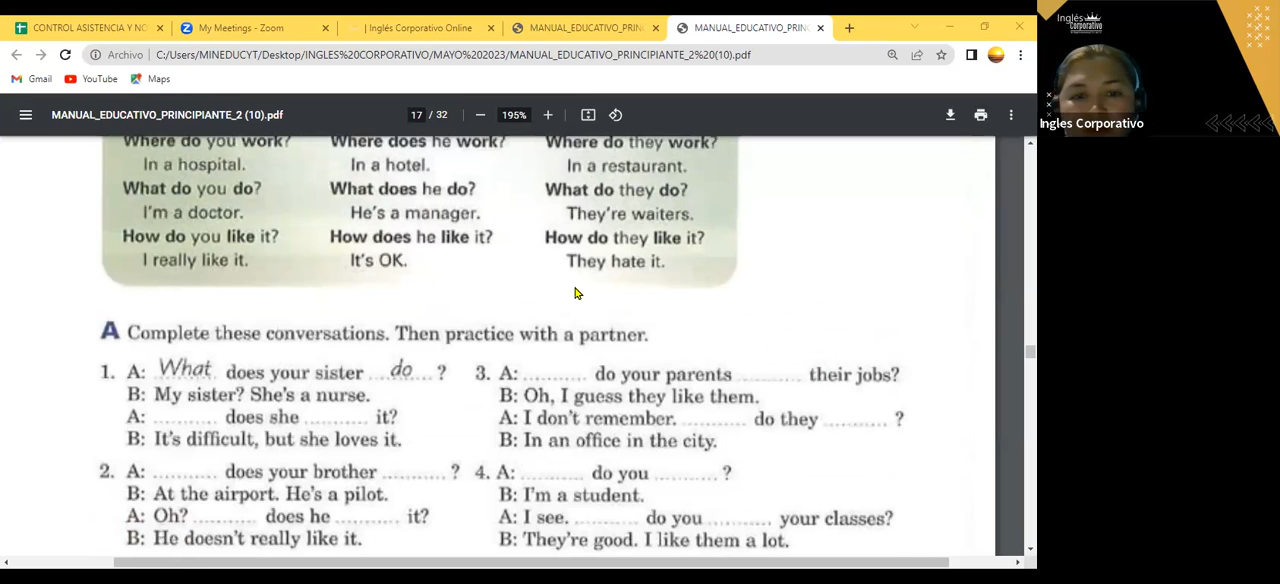 CONTROL ASISTENCIA Y NO
My Meetings - Zoom
| Inglés Corporativo Online
MANUAL_EDUCATIVO_PRIN
MANUAL_EDUCATIVO_PRINC
Archivo
C:/Users/MINEDUCYT/Desktop/INGLES%20CORPORATIVO/MAYO%202023/MANUAL_EDUCATIVO_PRINCIPIANTE_2%20(10).pdf
Gmail
YouTube
Maps
MANUAL_EDUCATIVO_PRINCIPIANTE_2 (10).pdf
17 / 32
195%
Inglés
Corporativo
Ingles Corporativo
Where do you work?
In a hospital.
What do you do?
I'm a doctor.
How do you like it?
I really like it.
Where does he work?
In a hotel.
What does he do?
He's a manager.
How does he like it?
It's OK.
Where do they work?
In a restaurant.
What do they do?
They're waiters.
How do they like it?
They hate it.
A Complete these conversations. Then practice with a partner.
1. A: What does your sister do ?
B: My sister? She's a nurse.
A: .......... does she .......... it?
B: It's difficult, but she loves it.
2. A: .......... does your brother .......... ?
B: At the airport. He's a pilot.
A: Oh? .......... does he .......... it?
B: He doesn't really like it.
3. A: .......... do your parents .......... their jobs?
B: Oh, I guess they like them.
A: I don't remember. .......... do they .......... ?
B: In an office in the city.
4. A: .......... do you .......... ?
B: I'm a student.
A: I see. .......... do you .......... your classes?
B: They're good. I like them a lot.